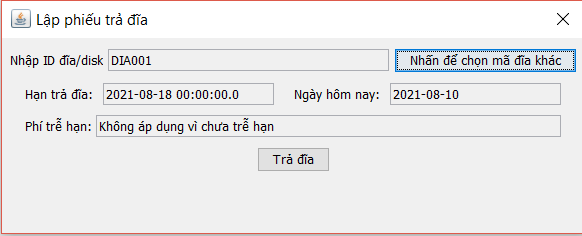 Lập phiếu trả đĩa
Nhập ID đĩa/disk DIA001 Nhấn để chọn mã đĩa khác
Hạn trả đĩa: 2021-08-18 00:00:00.0 Ngày hôm nay: 2021-08-10
Phí trễ hạn: Không áp dụng vì chưa trễ hạn
Trả đĩa